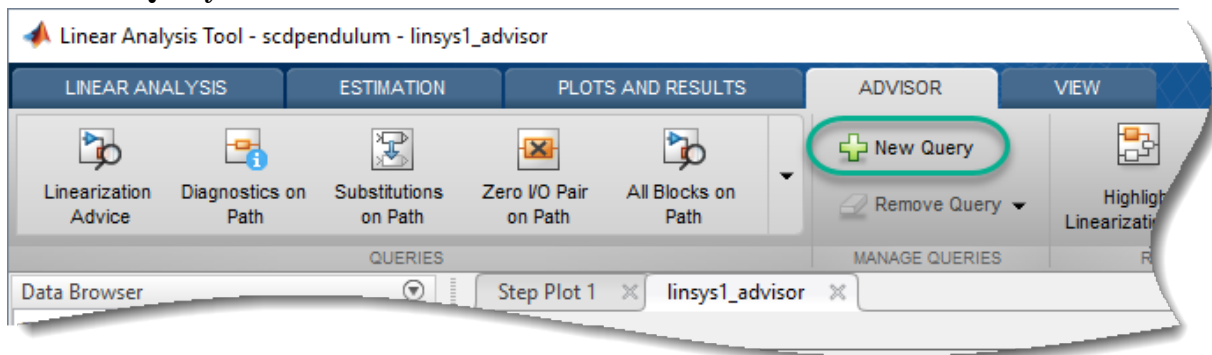 Linear Analysis Tool - scdpendulum - linsys1_advisor
LINEAR ANALYSIS ESTIMATION PLOTS AND RESULTS ADVISOR VIEW
Linearization Advice
Diagnostics on Path
Substitutions on Path
Zero I/O Pair on Path
All Blocks on Path
New Query
Remove Query
QUERIES MANAGE QUERIES
Data Browser Step Plot 1 linsys1_advisor